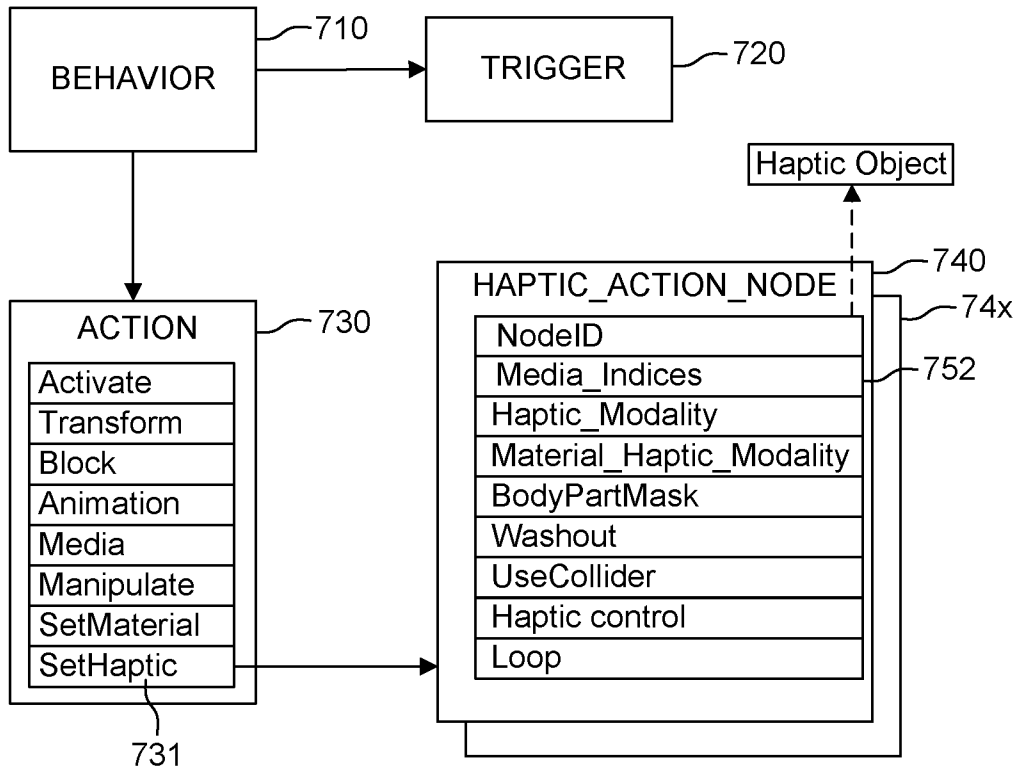 BEHAVIOR
710
TRIGGER
720
Haptic Object
ACTION
730
Activate
Transform
Block
Animation
Media
Manipulate
SetMaterial
SetHaptic
731
HAPTIC_ACTION_NODE
740
74x
NodeID
Media_Indices
752
Haptic_Modality
Material_Haptic_Modality
BodyPartMask
Washout
UseCollider
Haptic control
Loop